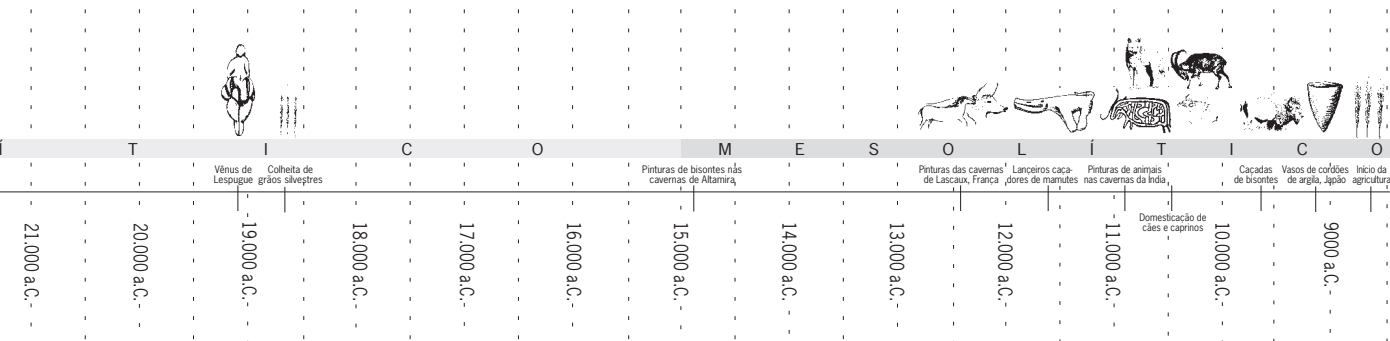 Í T I C O M E S O L Í T I C O
Vênus de
Lespugue
Colheita de
grãos silvestres
Pinturas de bisontes nas
cavernas de Altamira
Pinturas das cavernas
de Lascaux, França
Lanceiros caça-
dores de mamutes
Pinturas de animais
nas cavernas da Índia
Domesticação de
cães e caprinos
Caçadas
de bisontes
Vasos de cordões
de argila, Japão
Início da
agricultura
21.000 a.C.
20.000 a.C.
19.000 a.C.
18.000 a.C.
17.000 a.C.
16.000 a.C.
15.000 a.C.
14.000 a.C.
13.000 a.C.
12.000 a.C.
11.000 a.C.
10.000 a.C.
9000 a.C.